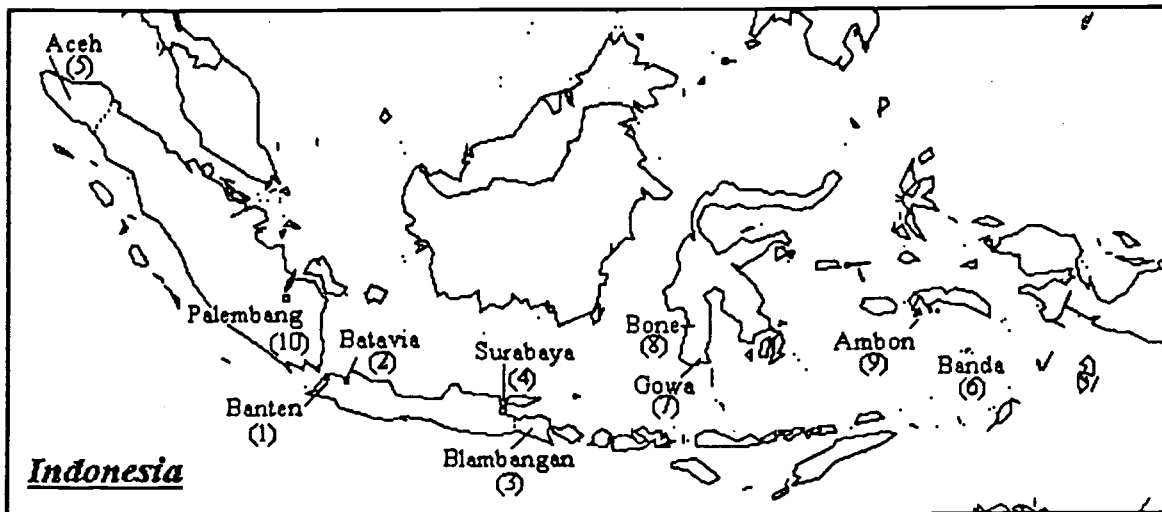 Aceh
(5)
Palembang
(10)
Batavia
(2)
Surabaya
(4)
Bone
(8)
Gowa
(7)
Ambon
(9)
Banda
(6)
Banten
(1)
Blambangan
(3)
Indonesia